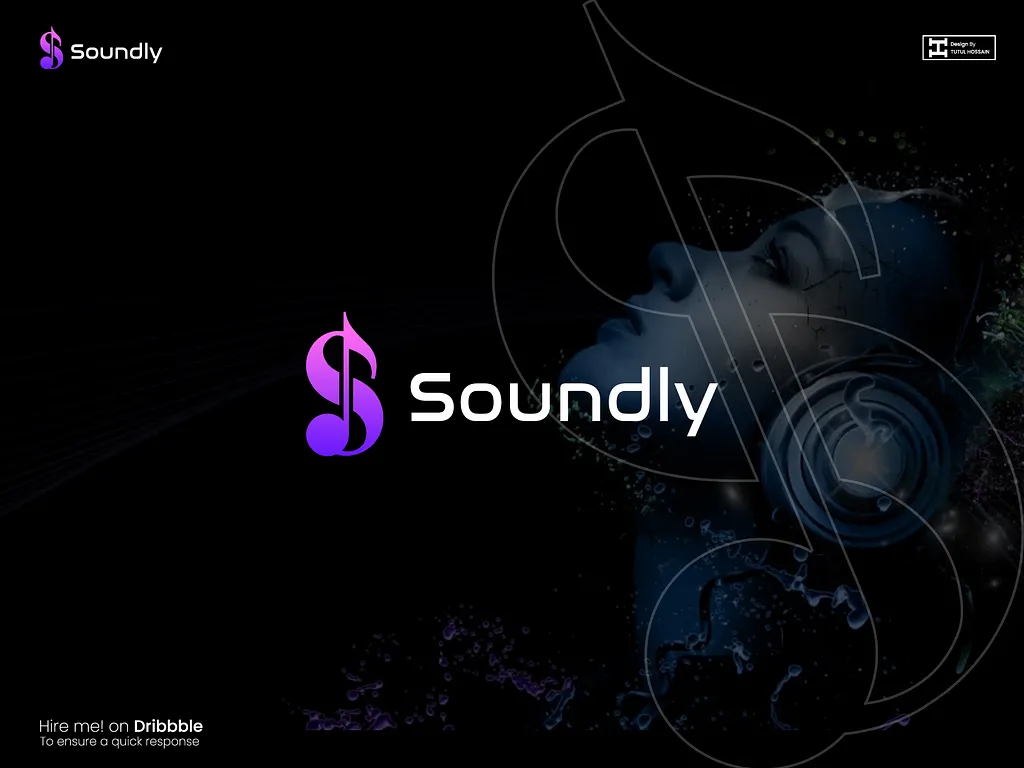 Soundly
Design By
TUTUL HOSSAIN
Soundly
Hire me! on Dribbble
To ensure a quick response